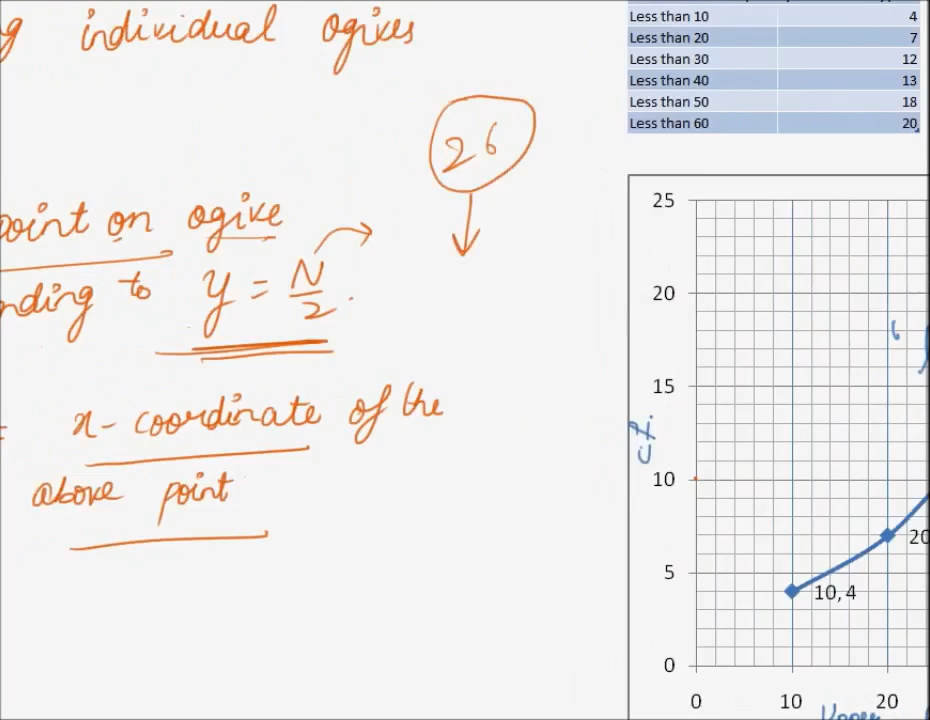 individual ogives
Less than 10 4
Less than 20 7
Less than 30 12
Less than 40 13
Less than 50 18
Less than 60 20
26
point on ogive
nding to y = N/2.
= x- coordinate of the
above point
25
20
15
10
5
0
c.f.
6
10, 4
20
0 10 20
Upper